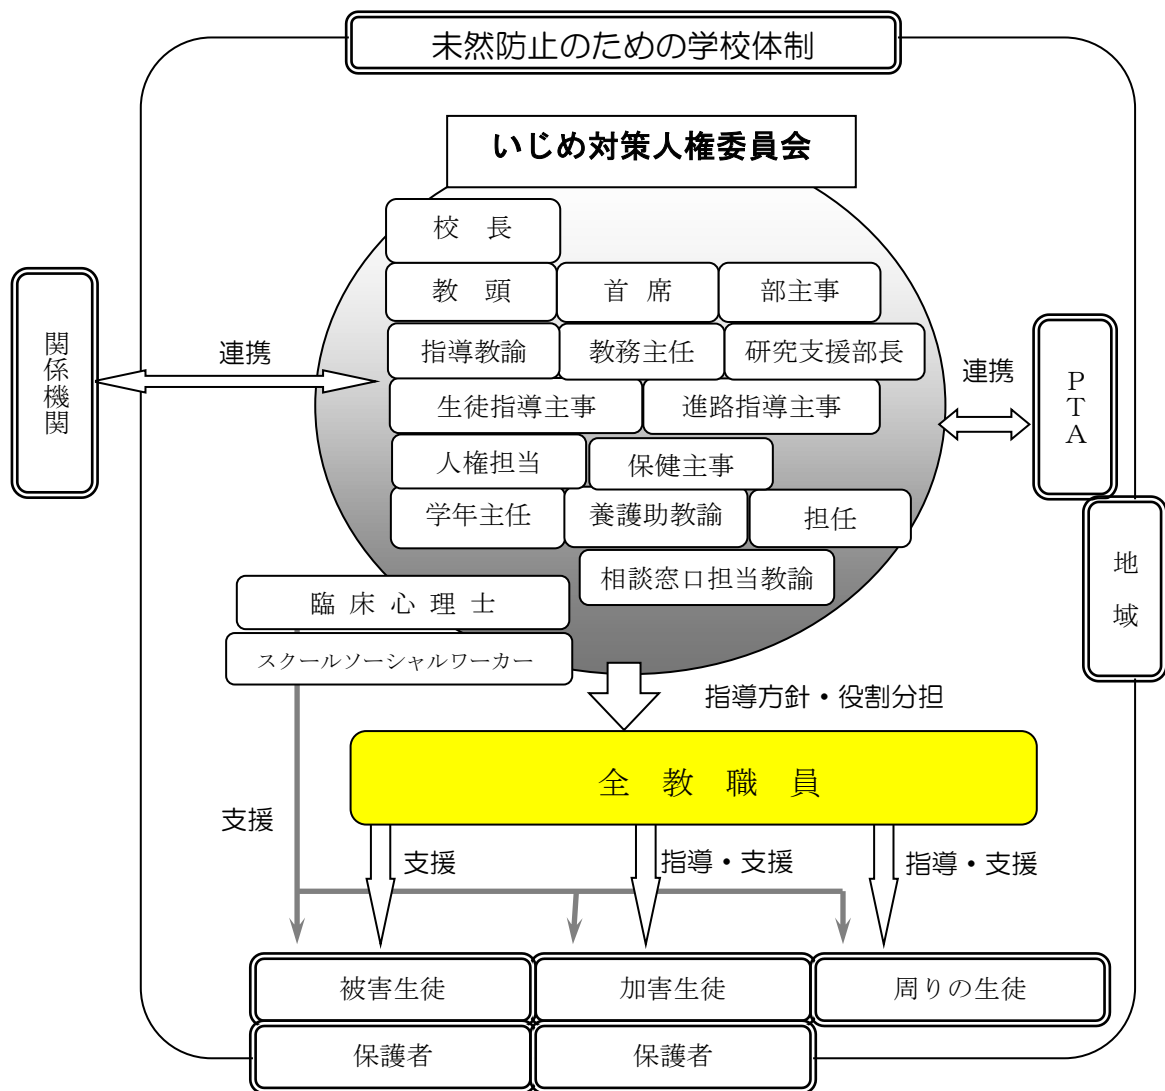 未然防止のための学校体制
いじめ対策人権委員会
校　長
教　頭
首 席
部主事
指導教諭
教務主任
研究支援部長
生徒指導主事
進路指導主事
人権担当
保健主事
学年主任
養護助教諭
担任
相談窓口担当教諭
臨 床 心 理 士
スクールソーシャルワーカー
関係機関
連携
連携
PTA
地域
指導方針・役割分担
全　教　職　員
支援
支援
指導・支援
指導・支援
被害生徒
加害生徒
周りの生徒
保護者
保護者